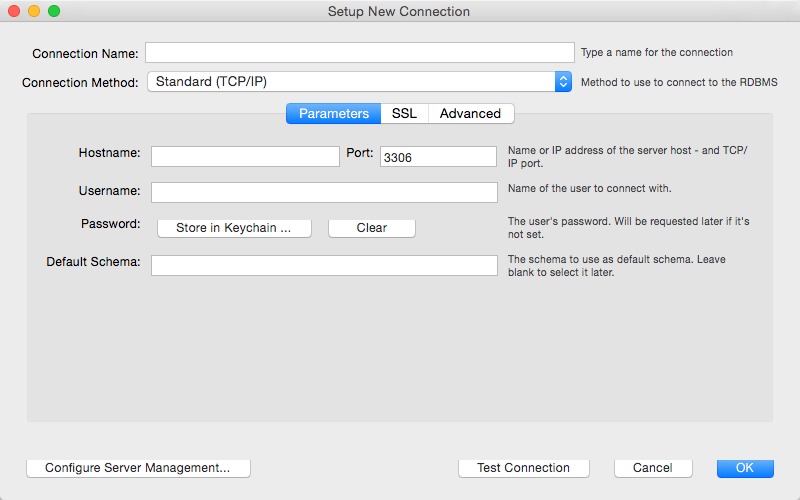 Setup New Connection
Connection Name: Type a name for the connection
Connection Method: Standard (TCP/IP) Method to use to connect to the RDBMS
Parameters SSL Advanced
Hostname: Port: 3306 Name or IP address of the server host - and TCP/
IP port.
Username: Name of the user to connect with.
Password: Store in Keychain ... Clear The user's password. Will be requested later if it's
not set.
Default Schema: The schema to use as default schema. Leave
blank to select it later.
Configure Server Management... Test Connection Cancel OK